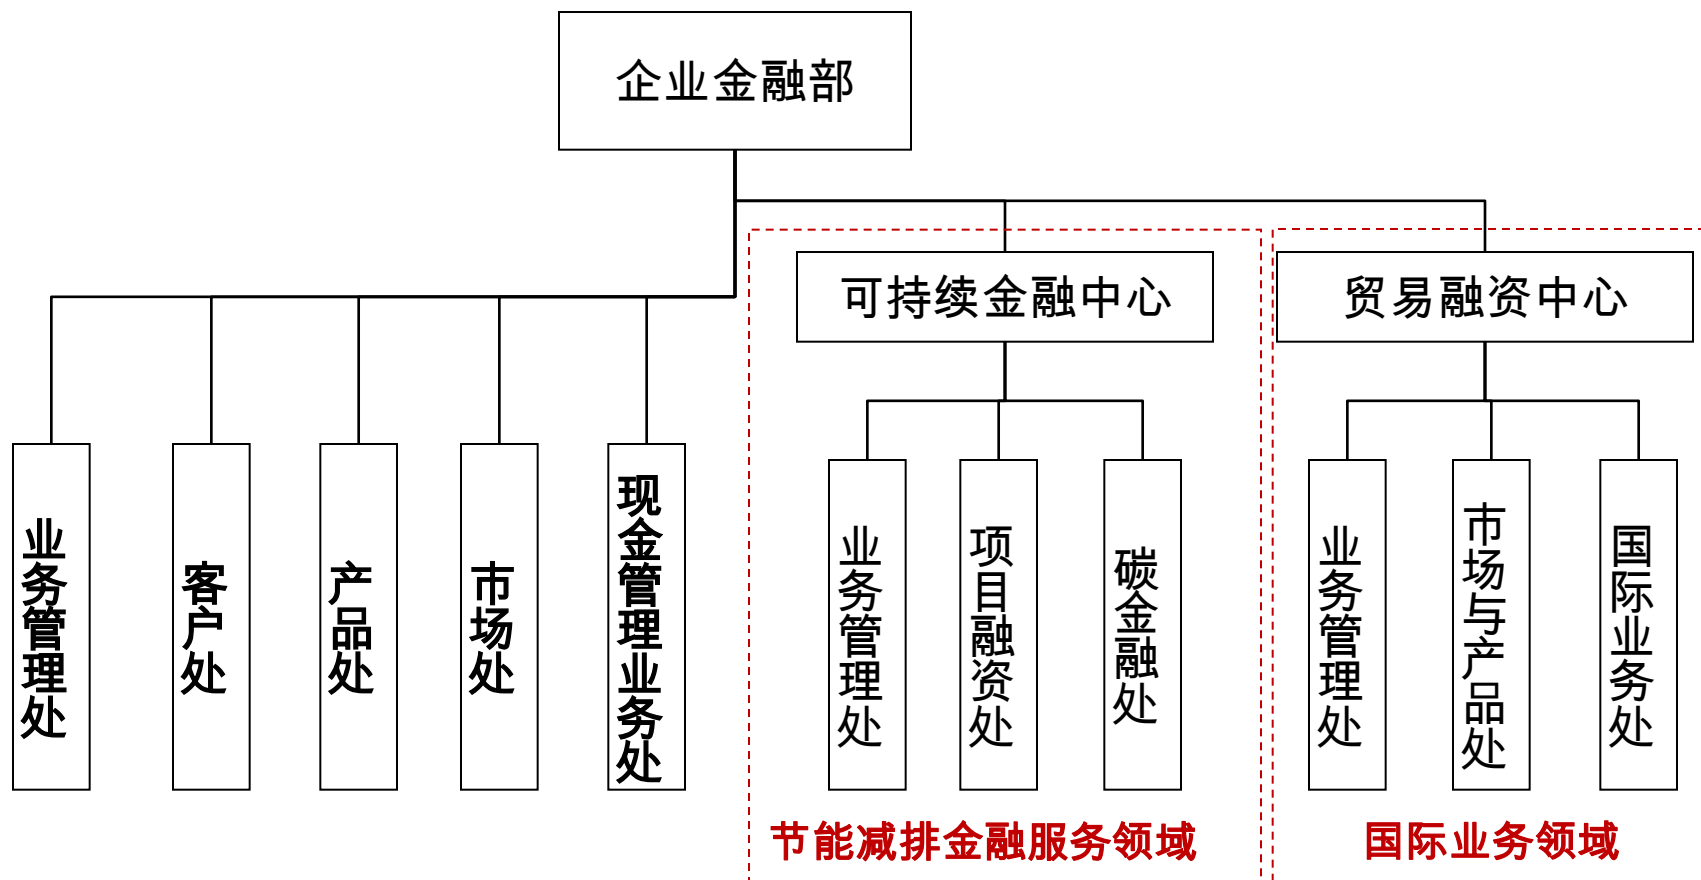 企业金融部
可持续金融中心
贸易融资中心
业务管理处
客户处
产品处
市场处
现金管理业务处
业务管理处
项目融资处
碳金融处
业务管理处
市场与产品处
国际业务处
节能减排金融服务领域
国际业务领域